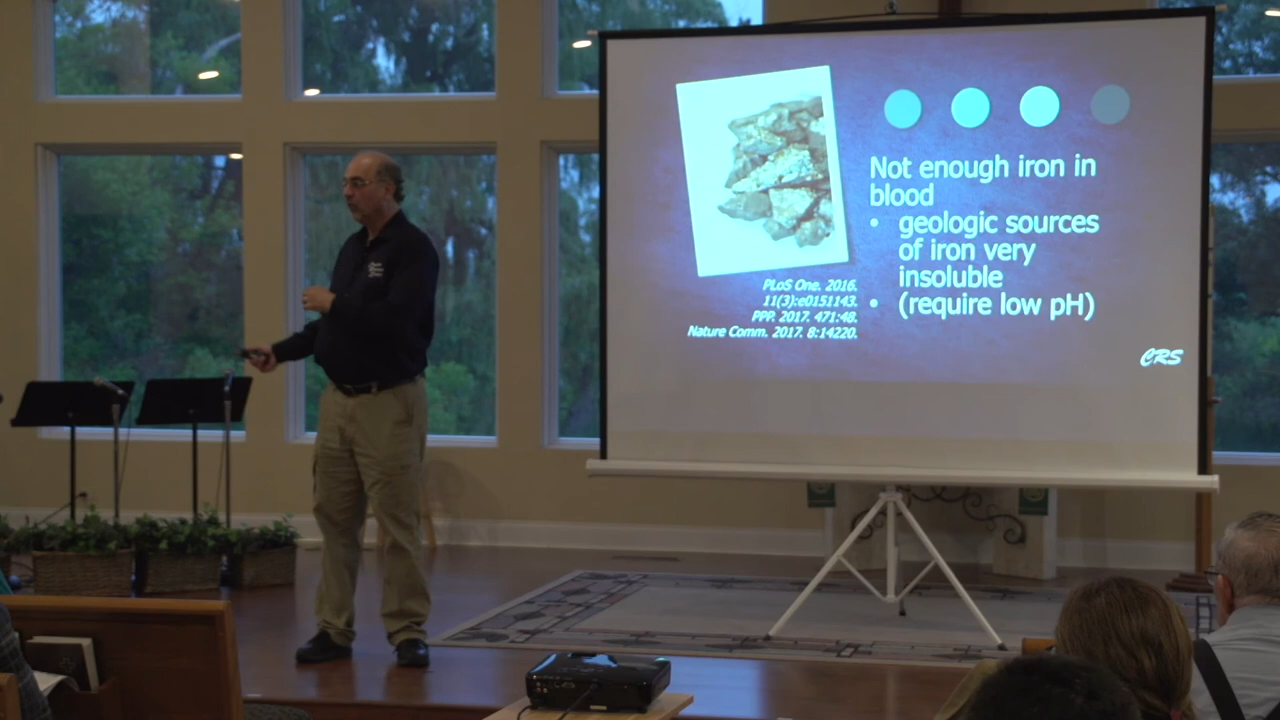 Not enough iron in
blood
• geologic sources
of iron very
insoluble
• (require low pH)
PLoS One. 2016.
11(3):e0151143.
PPP. 2017. 471:48.
Nature Comm. 2017. 8:14220.
CRS